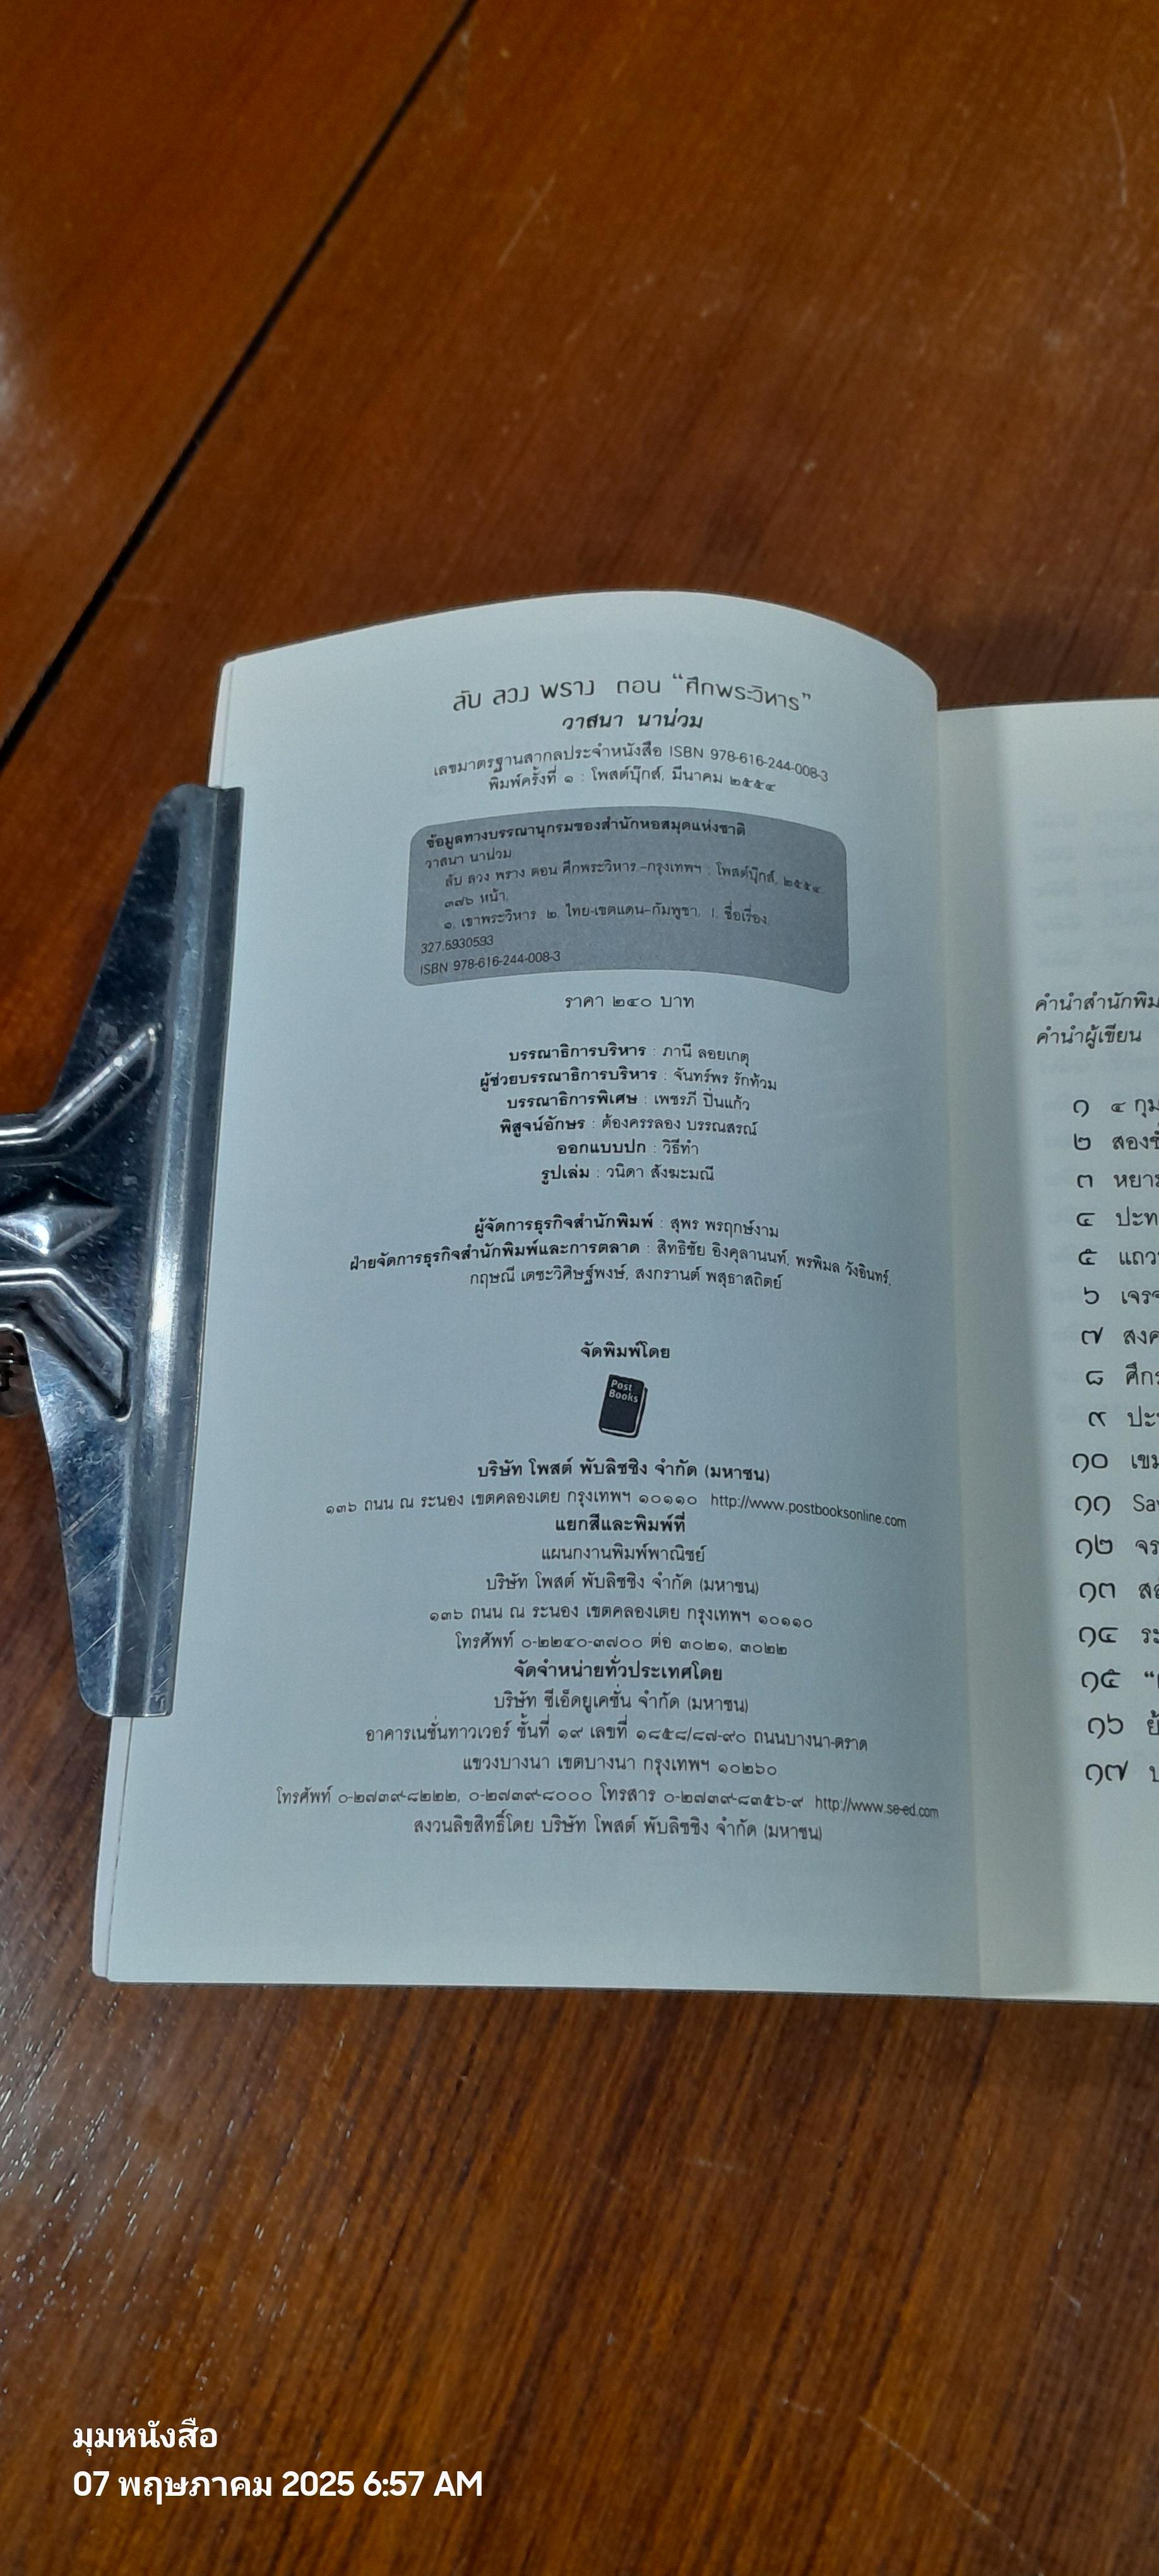 ลับ ลวง พราง ตอน “ศึกพระวิหาร”
วาสนา นาน่วม
เลขมาตรฐานสากลประจำหนังสือ ISBN 978-616-244-008-3
พิมพ์ครั้งที่ ๑ : โพสต์บุ๊กส์, มีนาคม ๒๕๕๔
ข้อมูลทางบรรณานุกรมของสำนักหอสมุดแห่งชาติ
วาสนา นาน่วม
ลับ ลวง พราง ตอน ศึกพระวิหาร.--กรุงเทพฯ : โพสต์บุ๊กส์, ๒๕๕๔.
๓๗๖ หน้า.
๑. เขาพระวิหาร ๒. ไทย-เขตแดน--กัมพูชา. I. ชื่อเรื่อง.
327.5930593
ISBN 978-616-244-008-3
ราคา ๒๔๐ บาท
บรรณาธิการบริหาร : ภานี ลอยเกตุ
ผู้ช่วยบรรณาธิการบริหาร : จันทร์พร รักท้วม
บรรณาธิการพิเศษ : เพชรภี ปิ่นแก้ว
พิสูจน์อักษร : ต้องครรลอง บรรณสรณ์
ออกแบบปก : วิธีทำ
รูปเล่ม : วนิดา สังฆะมณี
ผู้จัดการธุรกิจสำนักพิมพ์ : สุพร พรฤกษ์งาม
ฝ่ายจัดการธุรกิจสำนักพิมพ์และการตลาด : สิทธิชัย อิงคุลานนท์, พรพิมล วังอินทร์,
กฤษณี เตชะวิศิษฐ์พงษ์, สงกรานต์ พสุธาสถิตย์
จัดพิมพ์โดย
Post
Books
บริษัท โพสต์ พับลิชชิง จำกัด (มหาชน)
๑๓๖ ถนน ณ ระนอง เขตคลองเตย กรุงเทพฯ ๑๐๑๑๐ http://www.postbooksonline.com
แยกสีและพิมพ์ที่
แผนกงานพิมพ์พาณิชย์
บริษัท โพสต์ พับลิชชิง จำกัด (มหาชน)
๑๓๖ ถนน ณ ระนอง เขตคลองเตย กรุงเทพฯ ๑๐๑๑๐
โทรศัพท์ ๐-๒๒๔๐-๓๗๐๐ ต่อ ๓๐๒๑, ๓๐๒๒
จัดจำหน่ายทั่วประเทศโดย
บริษัท ซีเอ็ดยูเคชั่น จำกัด (มหาชน)
อาคารเนชั่นทาวเวอร์ ชั้นที่ ๑๙ เลขที่ ๑๘๕๘/๘๗-๙๐ ถนนบางนา-ตราด
แขวงบางนา เขตบางนา กรุงเทพฯ ๑๐๒๖๐
โทรศัพท์ ๐-๒๗๓๙-๘๒๒๒, ๐-๒๗๓๙-๘๐๐๐ โทรสาร ๐-๒๗๓๙-๘๓๕๖-๙ http://www.se-ed.com
สงวนลิขสิทธิ์โดย บริษัท โพสต์ พับลิชชิง จำกัด (มหาชน)
คำนำสำนักพิม
คำนำผู้เขียน
๑ ๔ กุม
๒
๓ หยาม
๔ ปะท
๕ แถว
๖ เจรจ
๗ สงค
๘ ศึก
๙ ปะท
๑๐ เขม
๑๑ Sav
๑๒ จร
๑๓
๑๔ ระ
๑๕
๑๖
๑๗
มุมหนังสือ
07 พฤษภาคม 2025 6:57 AM